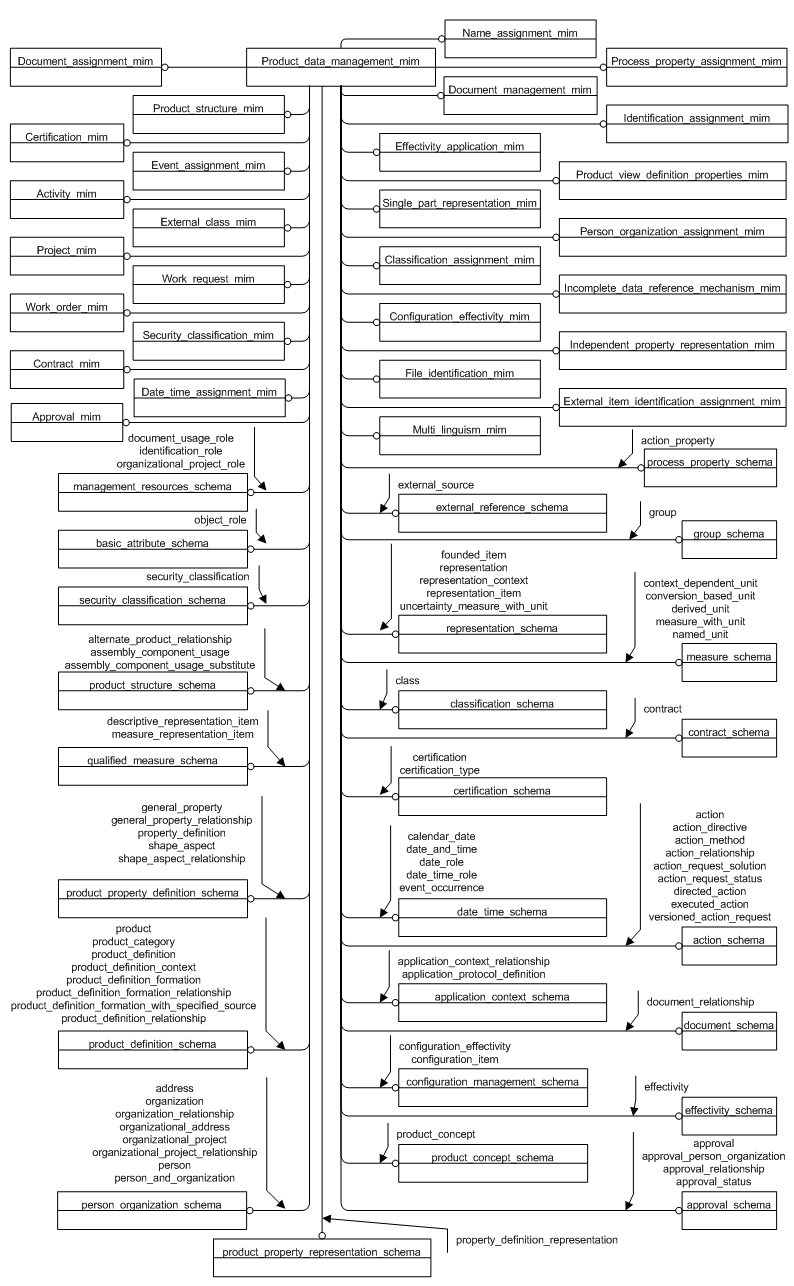 Name_assignment_mim
Document_assignment_mim
Product_data_management_mim
Process_property_assignment_mim
Document_management_mim
Product_structure_mim
Identification_assignment_mim
Certification_mim
Effectivity_application_mim
Event_assignment_mim
Product_view_definition_properties_mim
Activity_mim
Single_part_representation_mim
External_class_mim
Person_organization_assignment_mim
Project_mim
Classification_assignment_mim
Work_request_mim
Incomplete_data_reference_mechanism_mim
Work_order_mim
Configuration_effectivity_mim
Security_classification_mim
Independent_property_representation_mim
Contract_mim
File_identification_mim
Date_time_assignment_mim
External_item_identification_assignment_mim
Approval_mim
Multi_linguism_mim
document_usage_role
identification_role
organizational_project_role
management_resources_schema
object_role
basic_attribute_schema
security_classification
security_classification_schema
alternate_product_relationship
assembly_component_usage
assembly_component_usage_substitute
product_structure_schema
descriptive_representation_item
measure_representation_item
qualified_measure_schema
general_property
general_property_relationship
property_definition
shape_aspect
shape_aspect_relationship
product_property_definition_schema
product
product_category
product_definition
product_definition_context
product_definition_formation
product_definition_formation_relationship
product_definition_formation_with_specified_source
product_definition_relationship
product_definition_schema
address
organization
organization_relationship
organizational_address
organizational_project
organizational_project_relationship
person
person_and_organization
person_organization_schema
action_property
process_property_schema
external_source
external_reference_schema
group
group_schema
founded_item
representation
representation_context
representation_item
uncertainty_measure_with_unit
representation_schema
context_dependent_unit
conversion_based_unit
derived_unit
measure_with_unit
named_unit
measure_schema
class
classification_schema
contract
contract_schema
certification
certification_type
certification_schema
calendar_date
date_and_time
date_role
date_time_role
event_occurrence
date_time_schema
action
action_directive
action_method
action_relationship
action_request_solution
action_request_status
directed_action
executed_action
versioned_action_request
action_schema
application_context_relationship
application_protocol_definition
application_context_schema
document_relationship
document_schema
configuration_effectivity
configuration_item
configuration_management_schema
effectivity
effectivity_schema
product_concept
product_concept_schema
approval
approval_person_organization
approval_relationship
approval_status
approval_schema
property_definition_representation
product_property_representation_schema